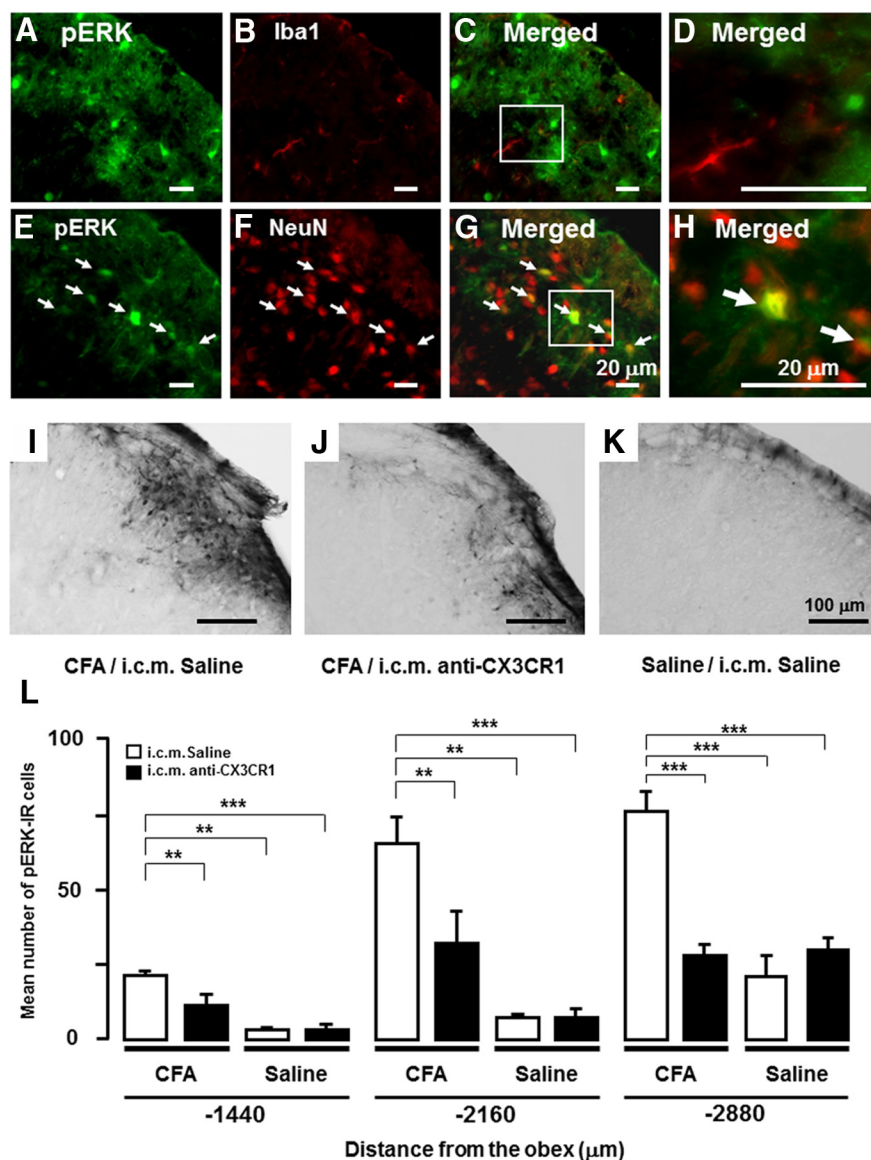 A pERK
B Iba1
C Merged
D Merged
E pERK
F NeuN
G Merged
20 μm
H Merged
20 μm
I
J
K
100 μm
CFA / i.c.m. Saline
CFA / i.c.m. anti-CX3CR1
Saline / i.c.m. Saline
L
Mean number of pERK-IR cells
100
50
0
i.c.m. Saline
i.c.m. anti-CX3CR1
***
**
**
***
**
**
***
***
***
CFA Saline CFA Saline CFA Saline
-1440 -2160 -2880
Distance from the obex (μm)